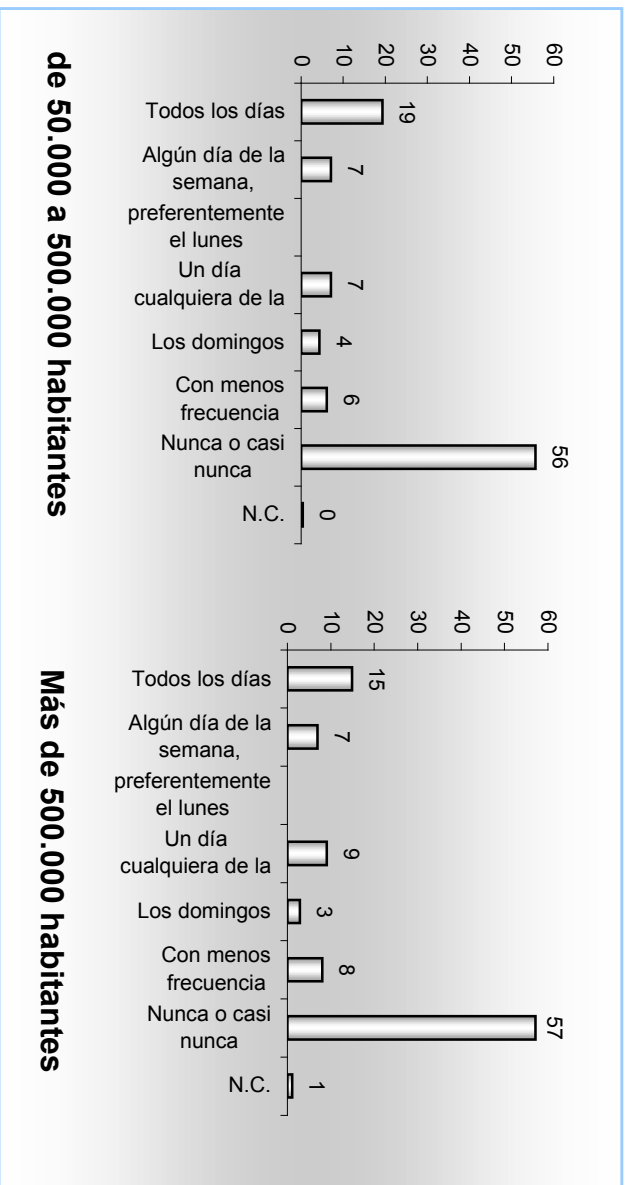 de 50.000 a 500.000 habitantes
60
50
40
30
20
10
0
19
7
7
4
6
56
0
Todos los días
Algún día de la
semana,
preferentemente
el lunes
Un día
cualquiera de la
Los domingos
Con menos
frecuencia
Nunca o casi
nunca
N.C.
Más de 500.000 habitantes
60
50
40
30
20
10
0
15
7
9
3
8
57
1
Todos los días
Algún día de la
semana,
preferentemente
el lunes
Un día
cualquiera de la
Los domingos
Con menos
frecuencia
Nunca o casi
nunca
N.C.